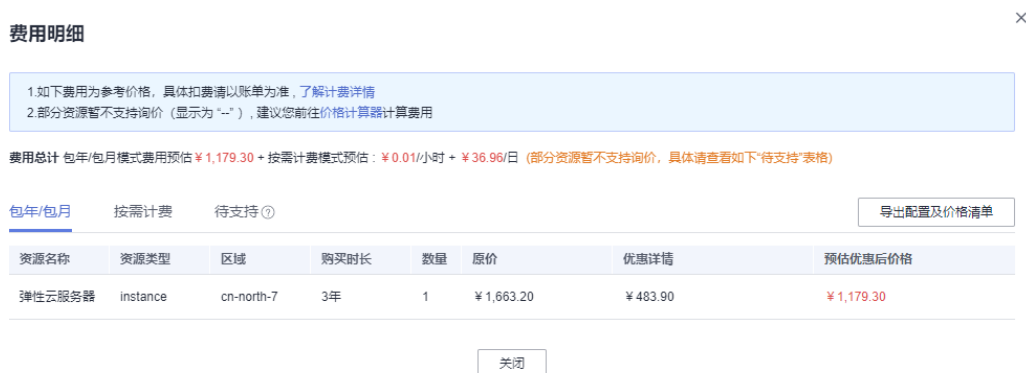 费用明细
1.如下费用为参考价格，具体扣费请以账单为准 , 了解计费详情
2.部分资源暂不支持询价（显示为 “--” ）, 建议您前往价格计算器计算费用
费用总计 包年/包月模式费用预估 ¥ 1,179.30 + 按需计费模式预估 : ¥ 0.01/小时 + ¥ 36.96/日 (部分资源暂不支持询价，具体请查看如下“待支持”表格)
包年/包月 按需计费 待支持 ? 导出配置及价格清单
资源名称 资源类型 区域 购买时长 数量 原价 优惠详情 预估优惠后价格
弹性云服务器 instance cn-north-7 3年 1 ¥ 1,663.20 ¥ 483.90 ¥ 1,179.30
关闭